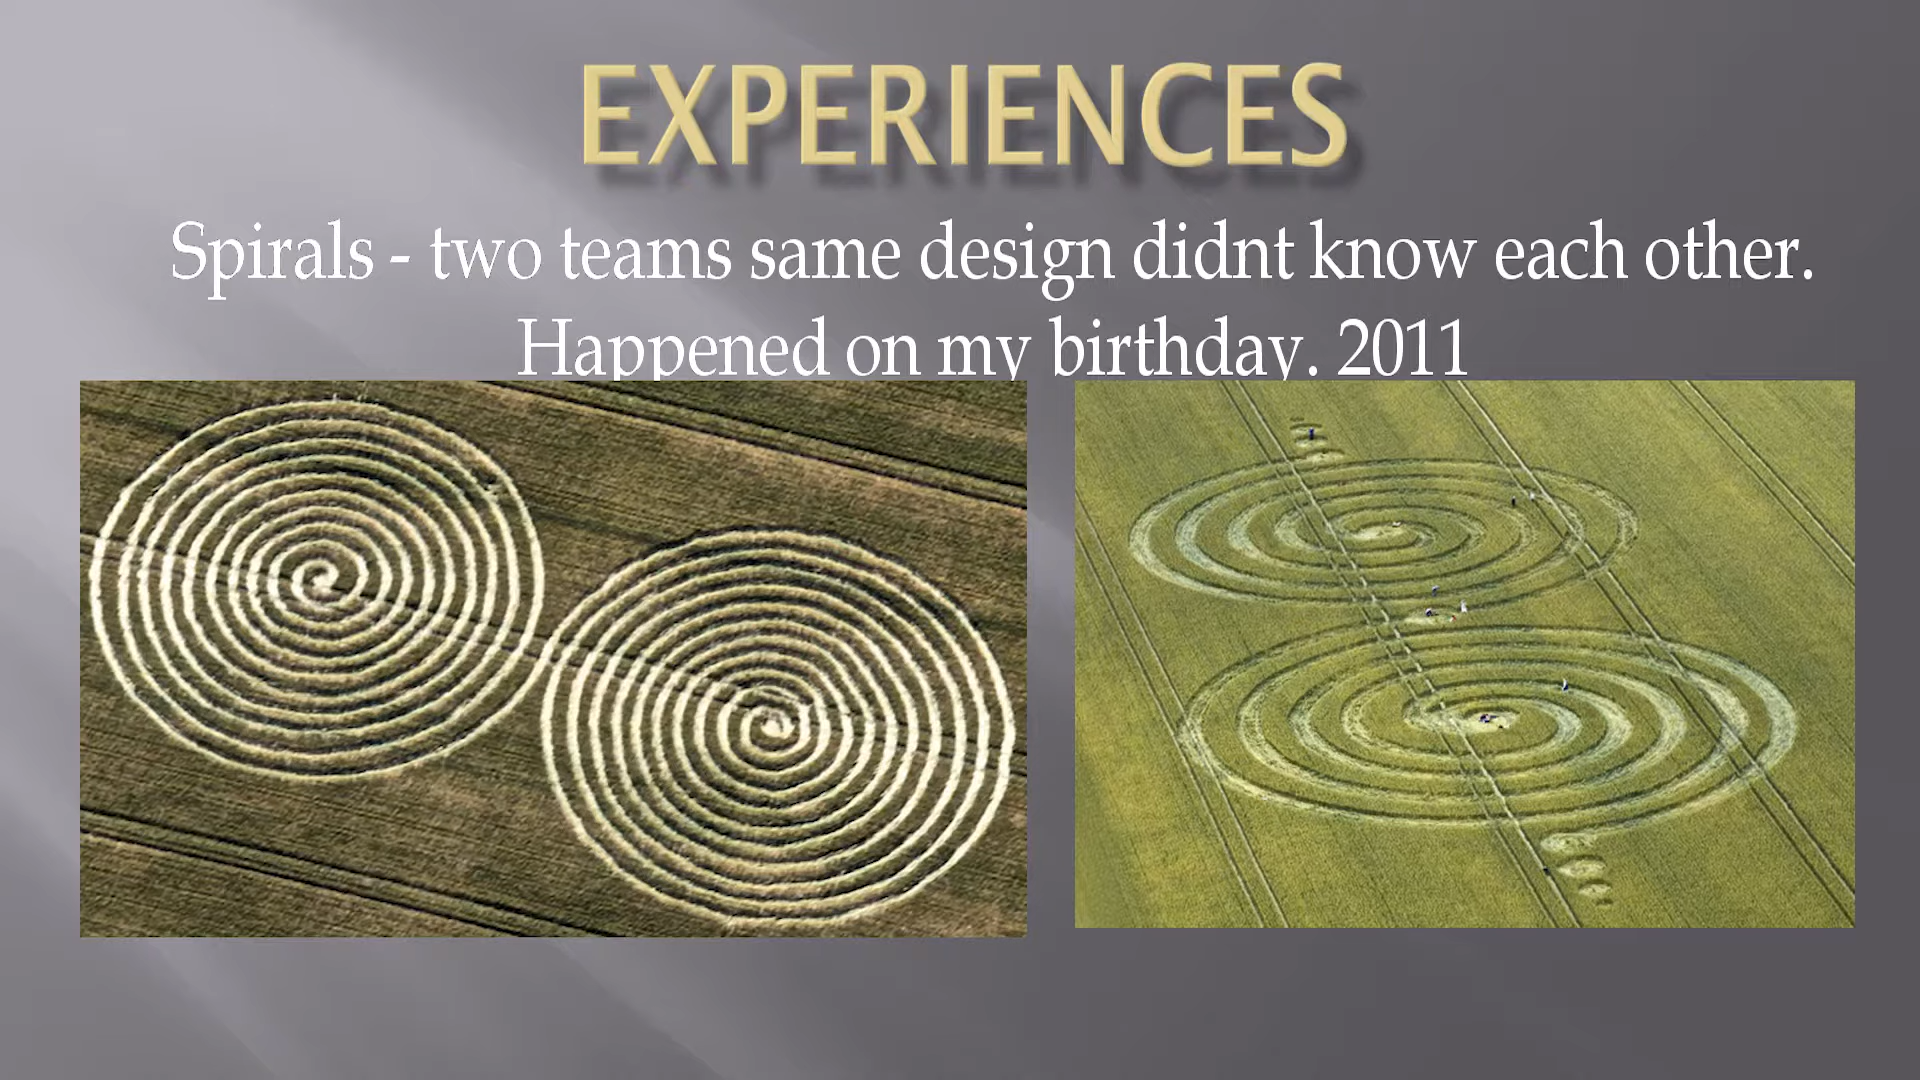 EXPERIENCES
Spirals - two teams same design didnt know each other.
Happened on my birthday. 2011